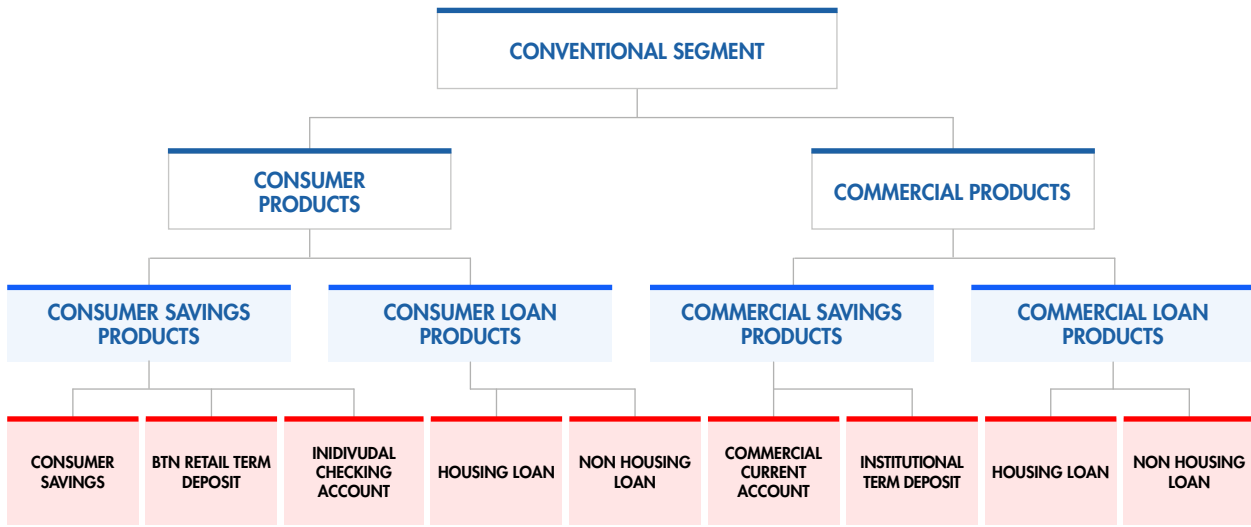 CONVENTIONAL SEGMENT
CONSUMER
PRODUCTS
COMMERCIAL PRODUCTS
CONSUMER SAVINGS
PRODUCTS
CONSUMER LOAN
PRODUCTS
COMMERCIAL SAVINGS
PRODUCTS
COMMERCIAL LOAN
PRODUCTS
CONSUMER
SAVINGS
BTN RETAIL TERM
DEPOSIT
INIDIVUDAL
CHECKING
ACCOUNT
HOUSING LOAN
NON HOUSING
LOAN
COMMERCIAL
CURRENT
ACCOUNT
INSTITUTIONAL
TERM DEPOSIT
HOUSING LOAN
NON HOUSING
LOAN